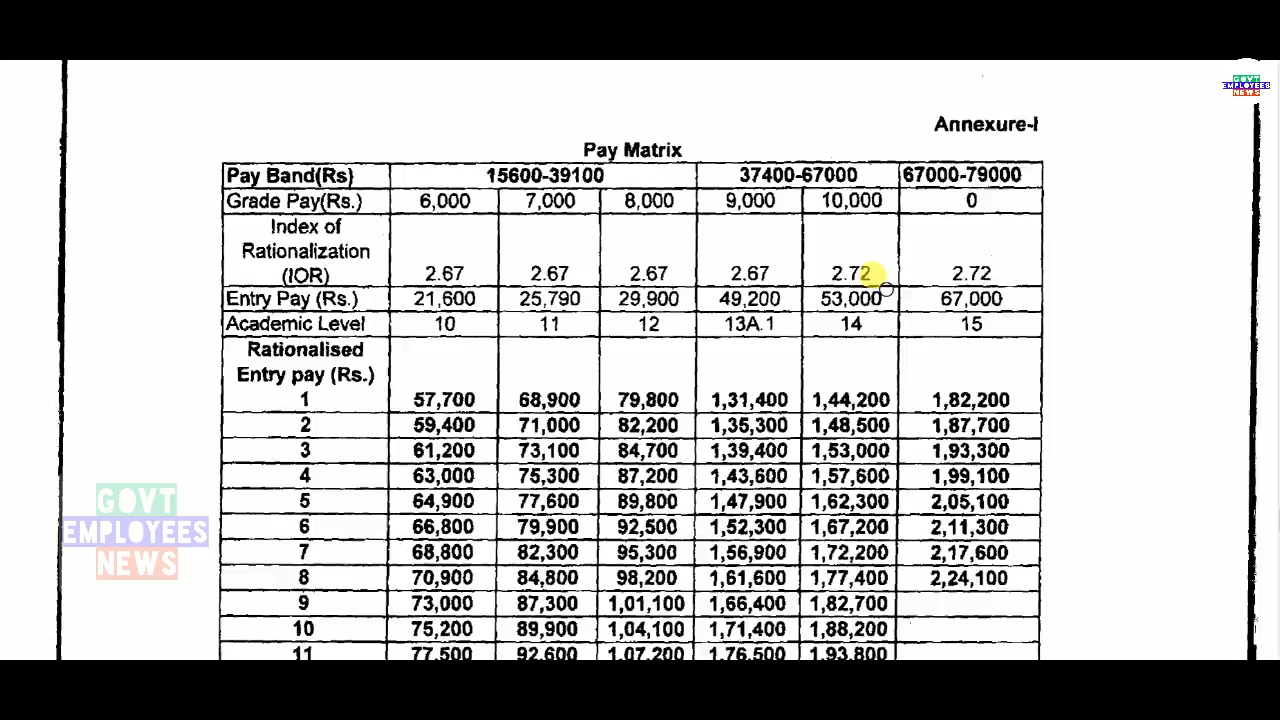 GOVT
EMPLOYEES
NEWS
Annexure-I
Pay Matrix
Pay Band(Rs) 15600-39100 37400-67000 67000-79000
Grade Pay(Rs.) 6,000 7,000 8,000 9,000 10,000 0
Index of
Rationalization
(IOR) 2.67 2.67 2.67 2.67 2.72 2.72
Entry Pay (Rs.) 21,600 25,790 29,900 49,200 53,000 67,000
Academic Level 10 11 12 13A.1 14 15
Rationalised
Entry pay (Rs.)
1 57,700 68,900 79,800 1,31,400 1,44,200 1,82,200
2 59,400 71,000 82,200 1,35,300 1,48,500 1,87,700
3 61,200 73,100 84,700 1,39,400 1,53,000 1,93,300
4 63,000 75,300 87,200 1,43,600 1,57,600 1,99,100
5 64,900 77,600 89,800 1,47,900 1,62,300 2,05,100
6 66,800 79,900 92,500 1,52,300 1,67,200 2,11,300
7 68,800 82,300 95,300 1,56,900 1,72,200 2,17,600
8 70,900 84,800 98,200 1,61,600 1,77,400 2,24,100
9 73,000 87,300 1,01,100 1,66,400 1,82,700
10 75,200 89,900 1,04,100 1,71,400 1,88,200
11 77,500 92,600 1,07,200 1,76,500 1,93,800
GOVT
EMPLOYEES
NEWS